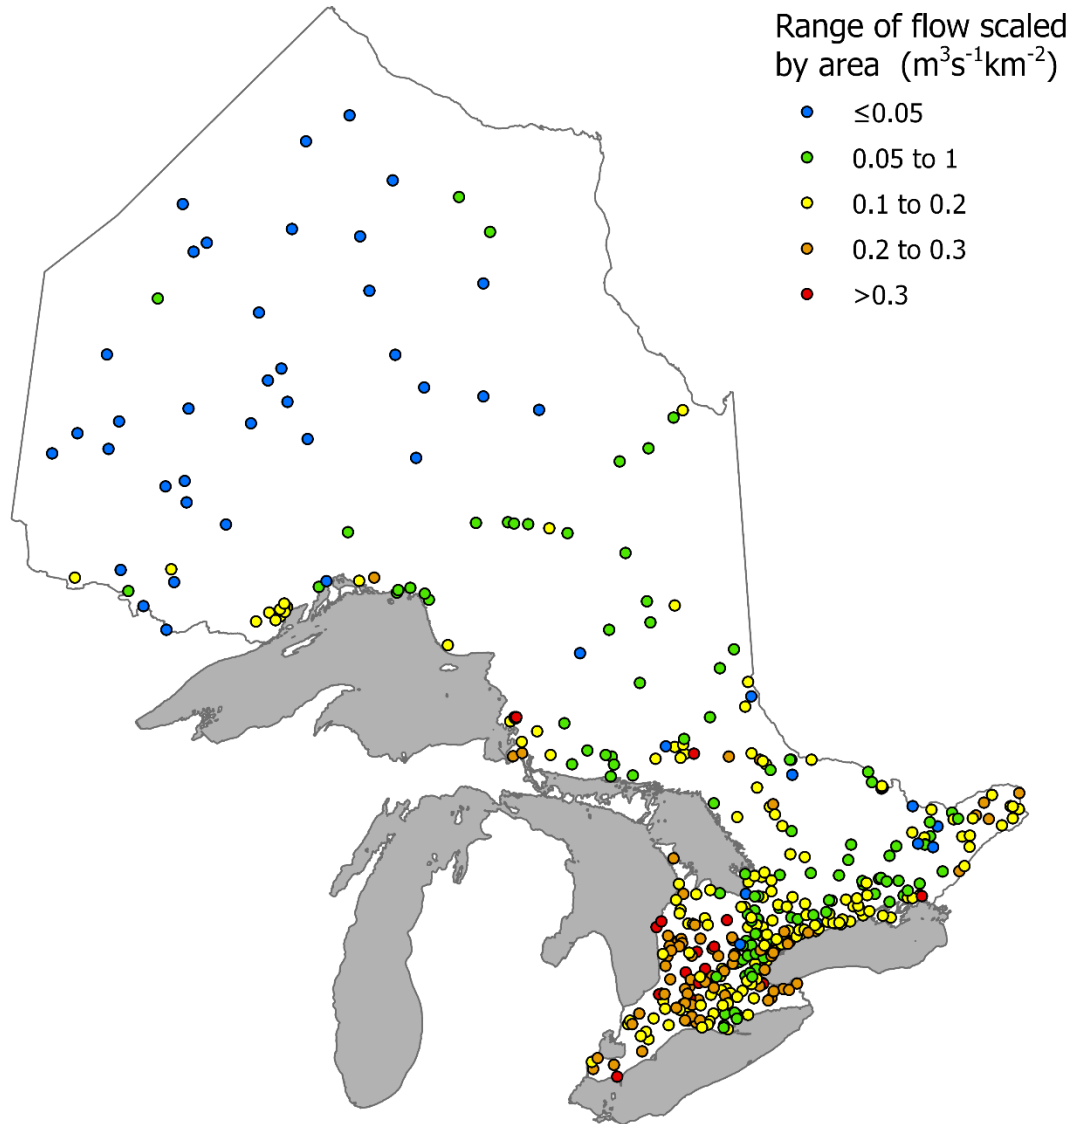 Range of flow scaled
by area (m³s⁻¹km⁻²)
≤0.05
0.05 to 1
0.1 to 0.2
0.2 to 0.3
>0.3